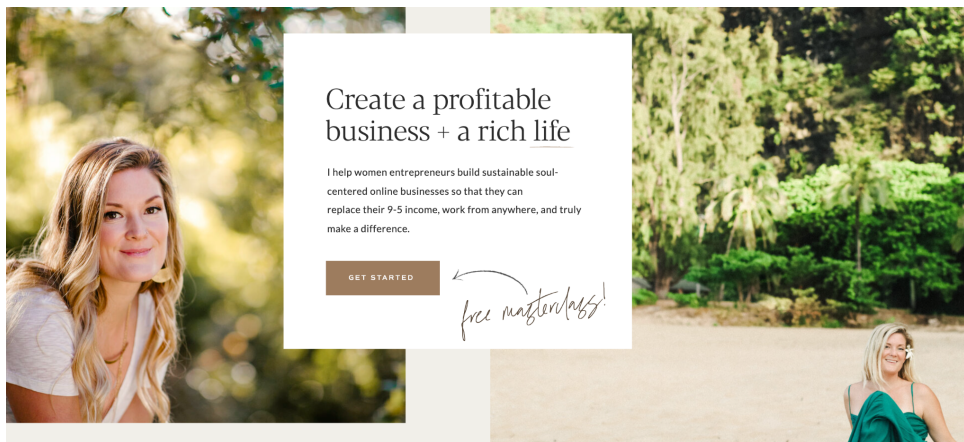 Create a profitable
business + a rich life
I help women entrepreneurs build sustainable soul-
centered online businesses so that they can
replace their 9-5 income, work from anywhere, and truly
make a difference.
GET STARTED
free masterclass!